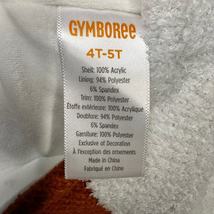 GYMBOREE
4T-5T
Shell: 100% Acrylic
Lining: 94% Polyester
6% Spandex
Trim: 100% Polyester
Étoffe extérieure: 100% Acrylique
Doublure: 94% Polyester
6% Spandex
Garniture: 100% Polyester
Exclusive of Decoration
À l'exception des ornements
Made in China
Fabriqué en Chine